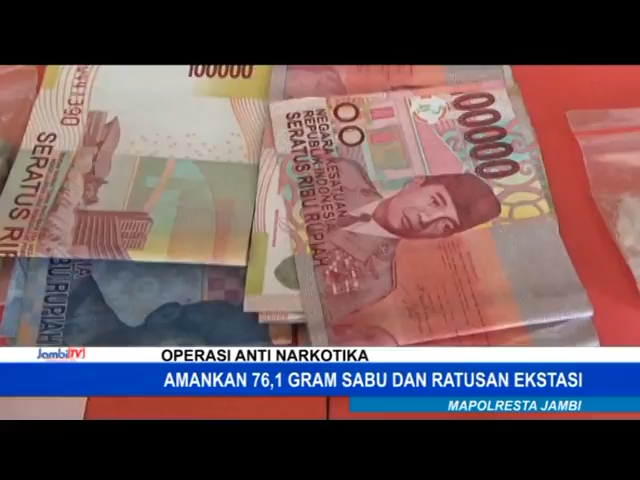 100000
SERATUS
RIBU RUPIAH
100000
NEGARA KESATUAN
REPUBLIK INDONESIA
SERATUS RIBU RUPIAH
JambiTV
OPERASI ANTI NARKOTIKA
AMANKAN 76,1 GRAM SABU DAN RATUSAN EKSTASI
MAPOLRESTA JAMBI